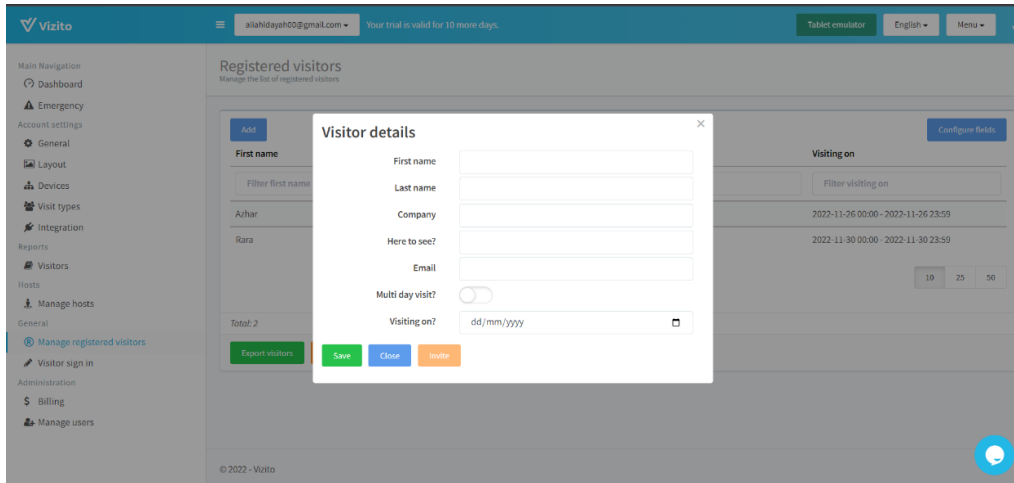 Vizito
aliahidayah00@gmail.com
Your trial is valid for 10 more days.
Tablet emulator
English
Menu
Main Navigation
Dashboard
Emergency
Account settings
General
Layout
Devices
Visit types
Integration
Reports
Visitors
Hosts
Manage hosts
General
Manage registered visitors
Visitor sign in
Administration
Billing
Manage users
Registered visitors
Manage the list of registered visitors
Add
Configure fields
First name
Visiting on
Filter first name
Filter visiting on
Azhar
2022-11-26 00:00 - 2022-11-26 23:59
Rara
2022-11-30 00:00 - 2022-11-30 23:59
10 25 50
Total: 2
Export visitors
Visitor details
×
First name
Last name
Company
Here to see?
Email
Multi day visit?
Visiting on?
dd/mm/yyyy
Save
Close
Invite
© 2022 - Vizito